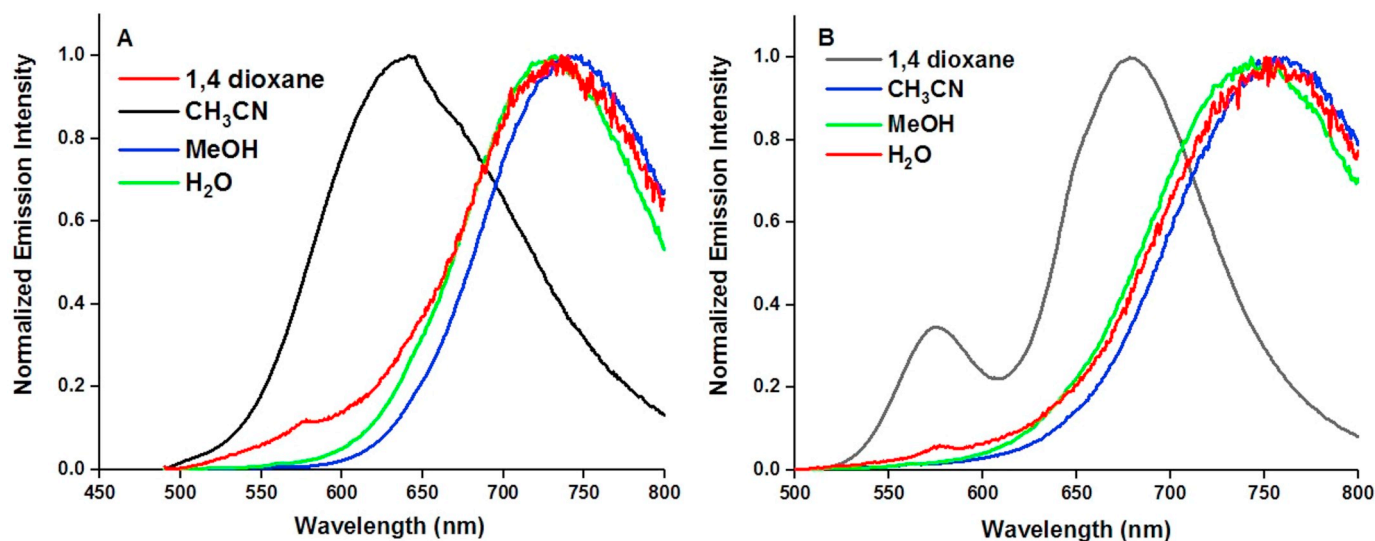 A
1,4 dioxane
CH₃CN
MeOH
H₂O
Normalized Emission Intensity
1.0
0.8
0.6
0.4
0.2
0.0
450 500 550 600 650 700 750 800
Wavelength (nm)
B
1,4 dioxane
CH₃CN
MeOH
H₂O
Normalized Emission Intensity
1.0
0.8
0.6
0.4
0.2
0.0
500 550 600 650 700 750 800
Wavelength (nm)